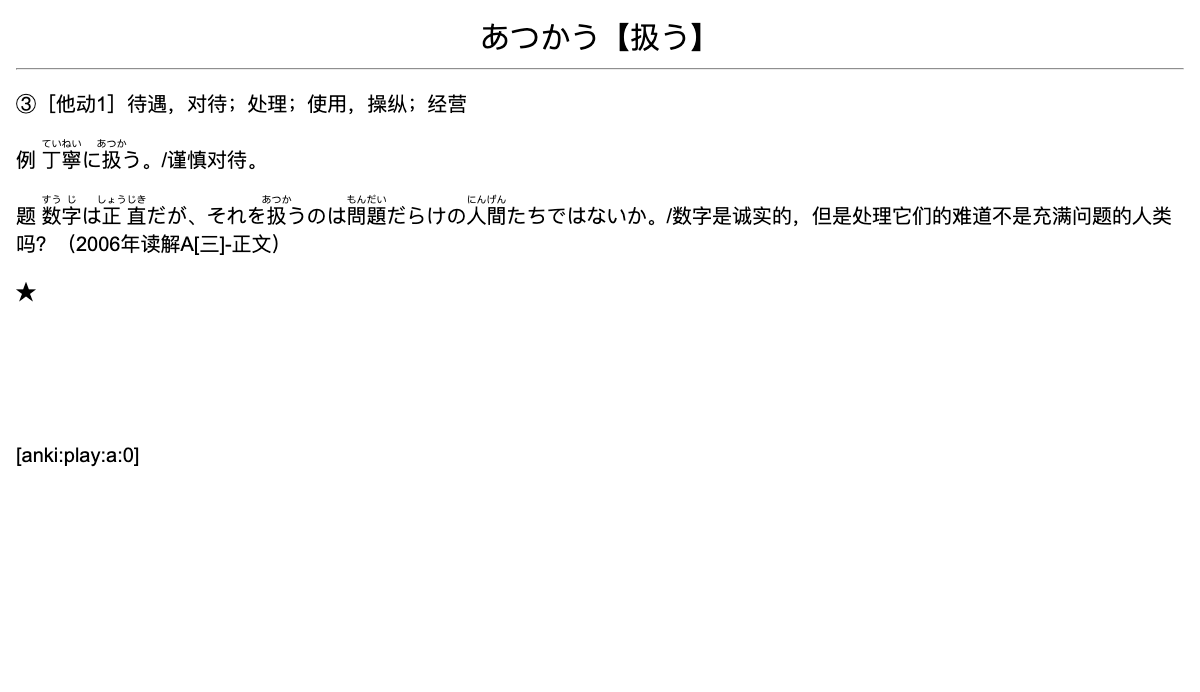 あつかう【扱う】
③［他动1］待遇，对待；处理；使用，操纵；经营
ていねい あつか
例 丁寧に扱う。/谨慎对待。
すう じ しょうじき あつか もんだい にんげん
题 数字は正直だが、それを扱うのは問題だらけの人間たちではないか。/数字是诚实的，但是处理它们的难道不是充满问题的人类
吗？（2006年读解A[三]-正文）
★
[anki:play:a:0]